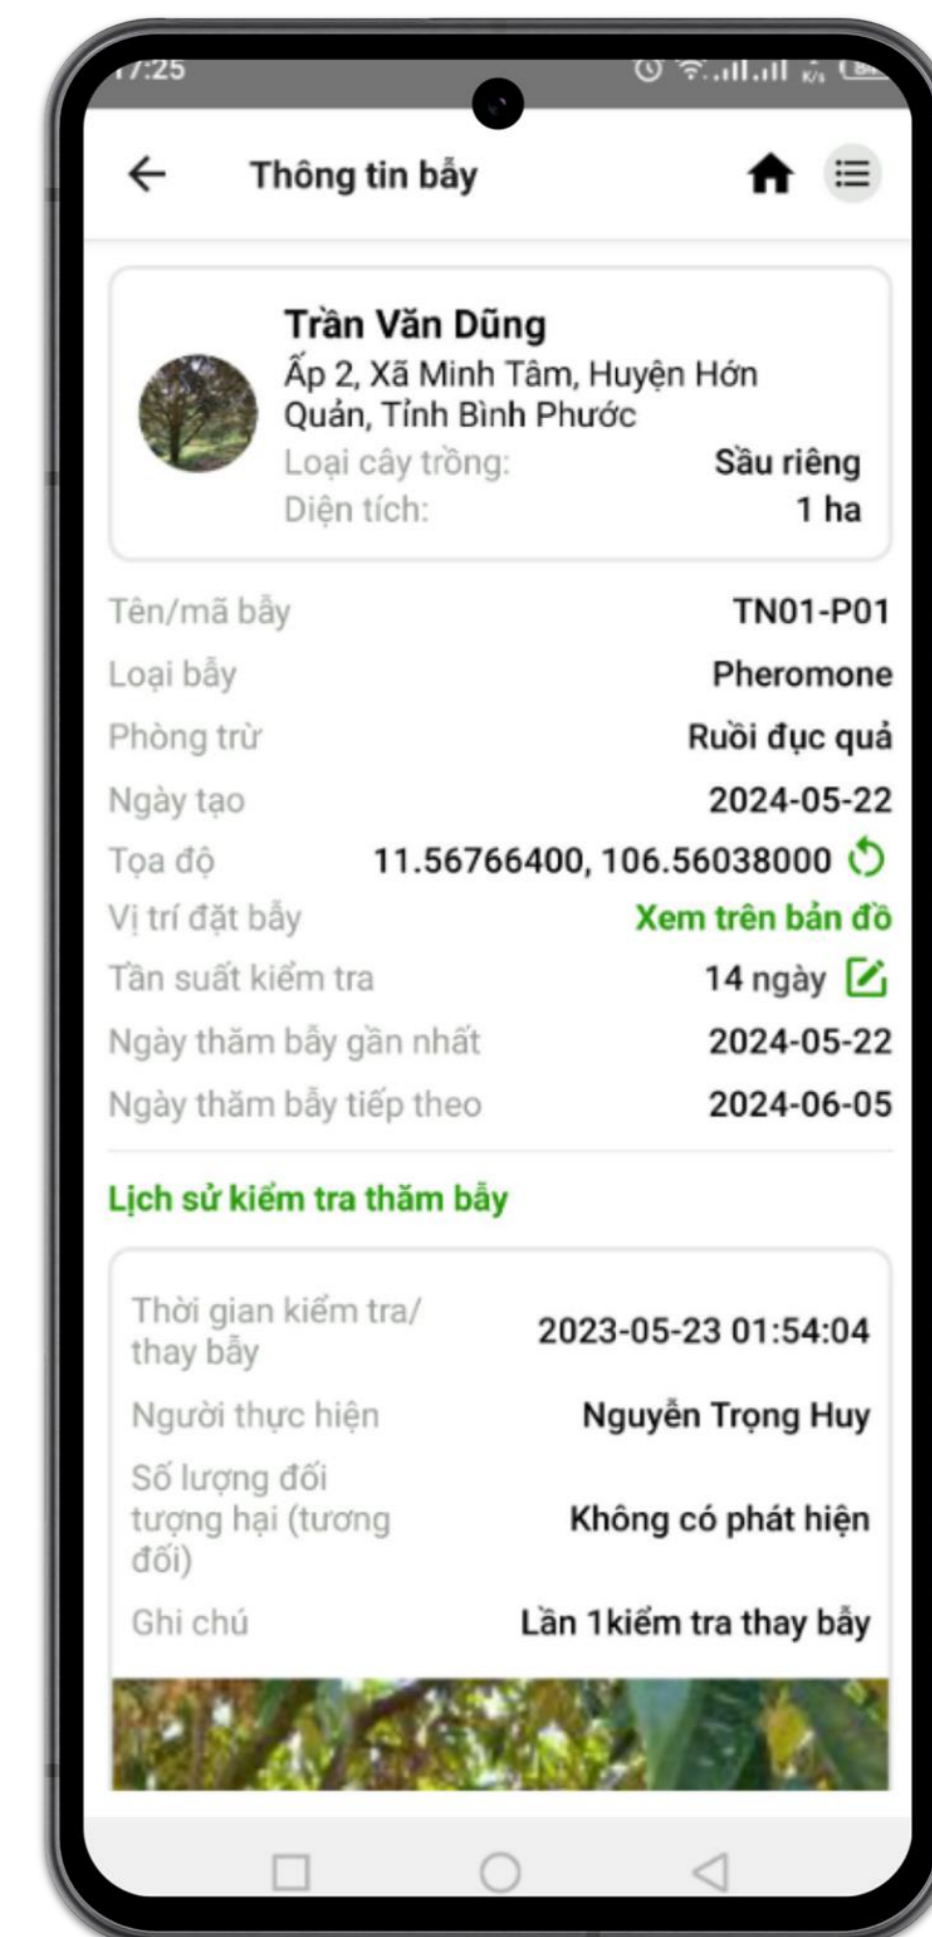 17:25
K/s
Thông tin bẫy
Trần Văn Dũng
Ấp 2, Xã Minh Tâm, Huyện Hớn
Quản, Tỉnh Bình Phước
Loại cây trồng: Sầu riêng
Diện tích: 1 ha
Tên/mã bẫy TN01-P01
Loại bẫy Pheromone
Phòng trừ Ruồi đục quả
Ngày tạo 2024-05-22
Tọa độ 11.56766400, 106.56038000
Vị trí đặt bẫy Xem trên bản đồ
Tần suất kiểm tra 14 ngày
Ngày thăm bẫy gần nhất 2024-05-22
Ngày thăm bẫy tiếp theo 2024-06-05
Lịch sử kiểm tra thăm bẫy
Thời gian kiểm tra/
thay bẫy 2023-05-23 01:54:04
Người thực hiện Nguyễn Trọng Huy
Số lượng đối
tượng hại (tương Không có phát hiện
đối)
Ghi chú Lần 1kiểm tra thay bẫy